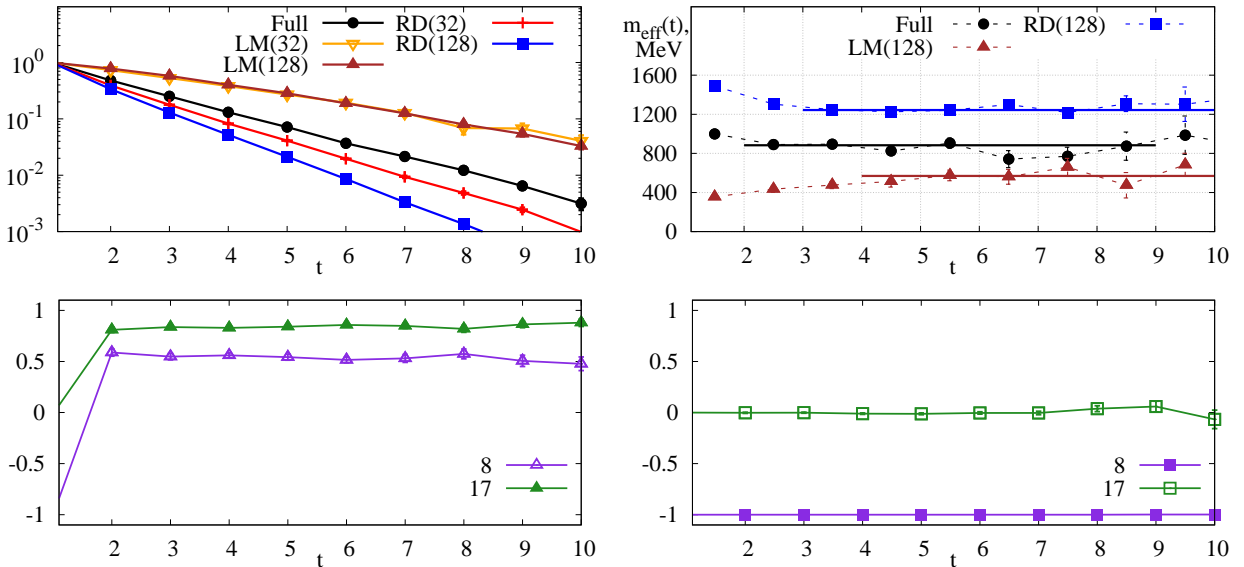 Full RD(32)
LM(32) RD(128)
LM(128)
10^0
10^-1
10^-2
10^-3
2 3 4 5 6 7 8 9 10
t
m_eff(t), MeV
Full RD(128)
LM(128)
1600
1200
800
400
0
2 3 4 5 6 7 8 9 10
t
1
0.5
0
-0.5
-1
8
17
2 3 4 5 6 7 8 9 10
t
1
0.5
0
-0.5
-1
8
17
2 3 4 5 6 7 8 9 10
t